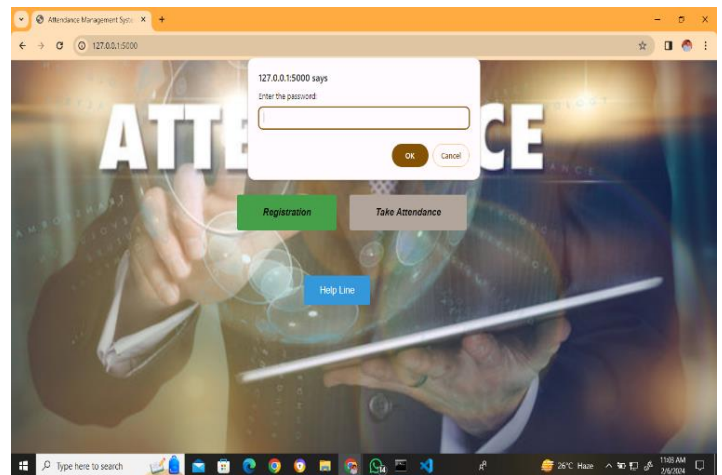 Attendance Management Syste
127.0.0.1:5000
127.0.0.1:5000 says
Enter the password:
OK
Cancel
ATTE
CE
Registration
Take Attendance
Help Line
Type here to search
26°C Haze
11:03 AM
2/6/2024